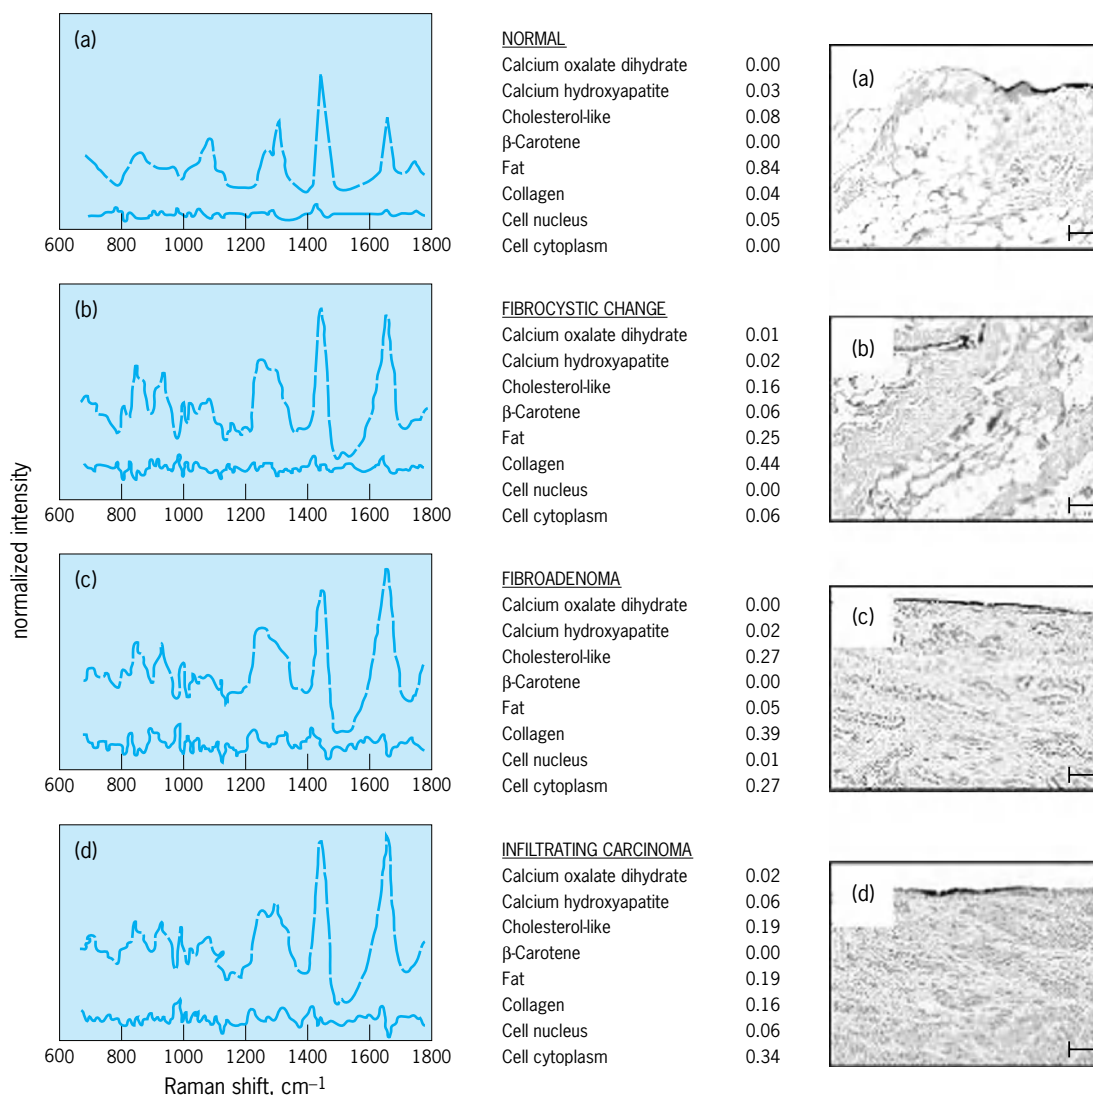 (a)
600 800 1000 1200 1400 1600 1800
NORMAL
Calcium oxalate dihydrate 0.00
Calcium hydroxyapatite 0.03
Cholesterol-like 0.08
β-Carotene 0.00
Fat 0.84
Collagen 0.04
Cell nucleus 0.05
Cell cytoplasm 0.00
(a)
(b)
600 800 1000 1200 1400 1600 1800
FIBROCYSTIC CHANGE
Calcium oxalate dihydrate 0.01
Calcium hydroxyapatite 0.02
Cholesterol-like 0.16
β-Carotene 0.06
Fat 0.25
Collagen 0.44
Cell nucleus 0.00
Cell cytoplasm 0.06
(b)
normalized intensity
(c)
600 800 1000 1200 1400 1600 1800
FIBROADENOMA
Calcium oxalate dihydrate 0.00
Calcium hydroxyapatite 0.02
Cholesterol-like 0.27
β-Carotene 0.00
Fat 0.05
Collagen 0.39
Cell nucleus 0.01
Cell cytoplasm 0.27
(c)
(d)
600 800 1000 1200 1400 1600 1800
Raman shift, cm⁻¹
INFILTRATING CARCINOMA
Calcium oxalate dihydrate 0.02
Calcium hydroxyapatite 0.06
Cholesterol-like 0.19
β-Carotene 0.00
Fat 0.19
Collagen 0.16
Cell nucleus 0.06
Cell cytoplasm 0.34
(d)